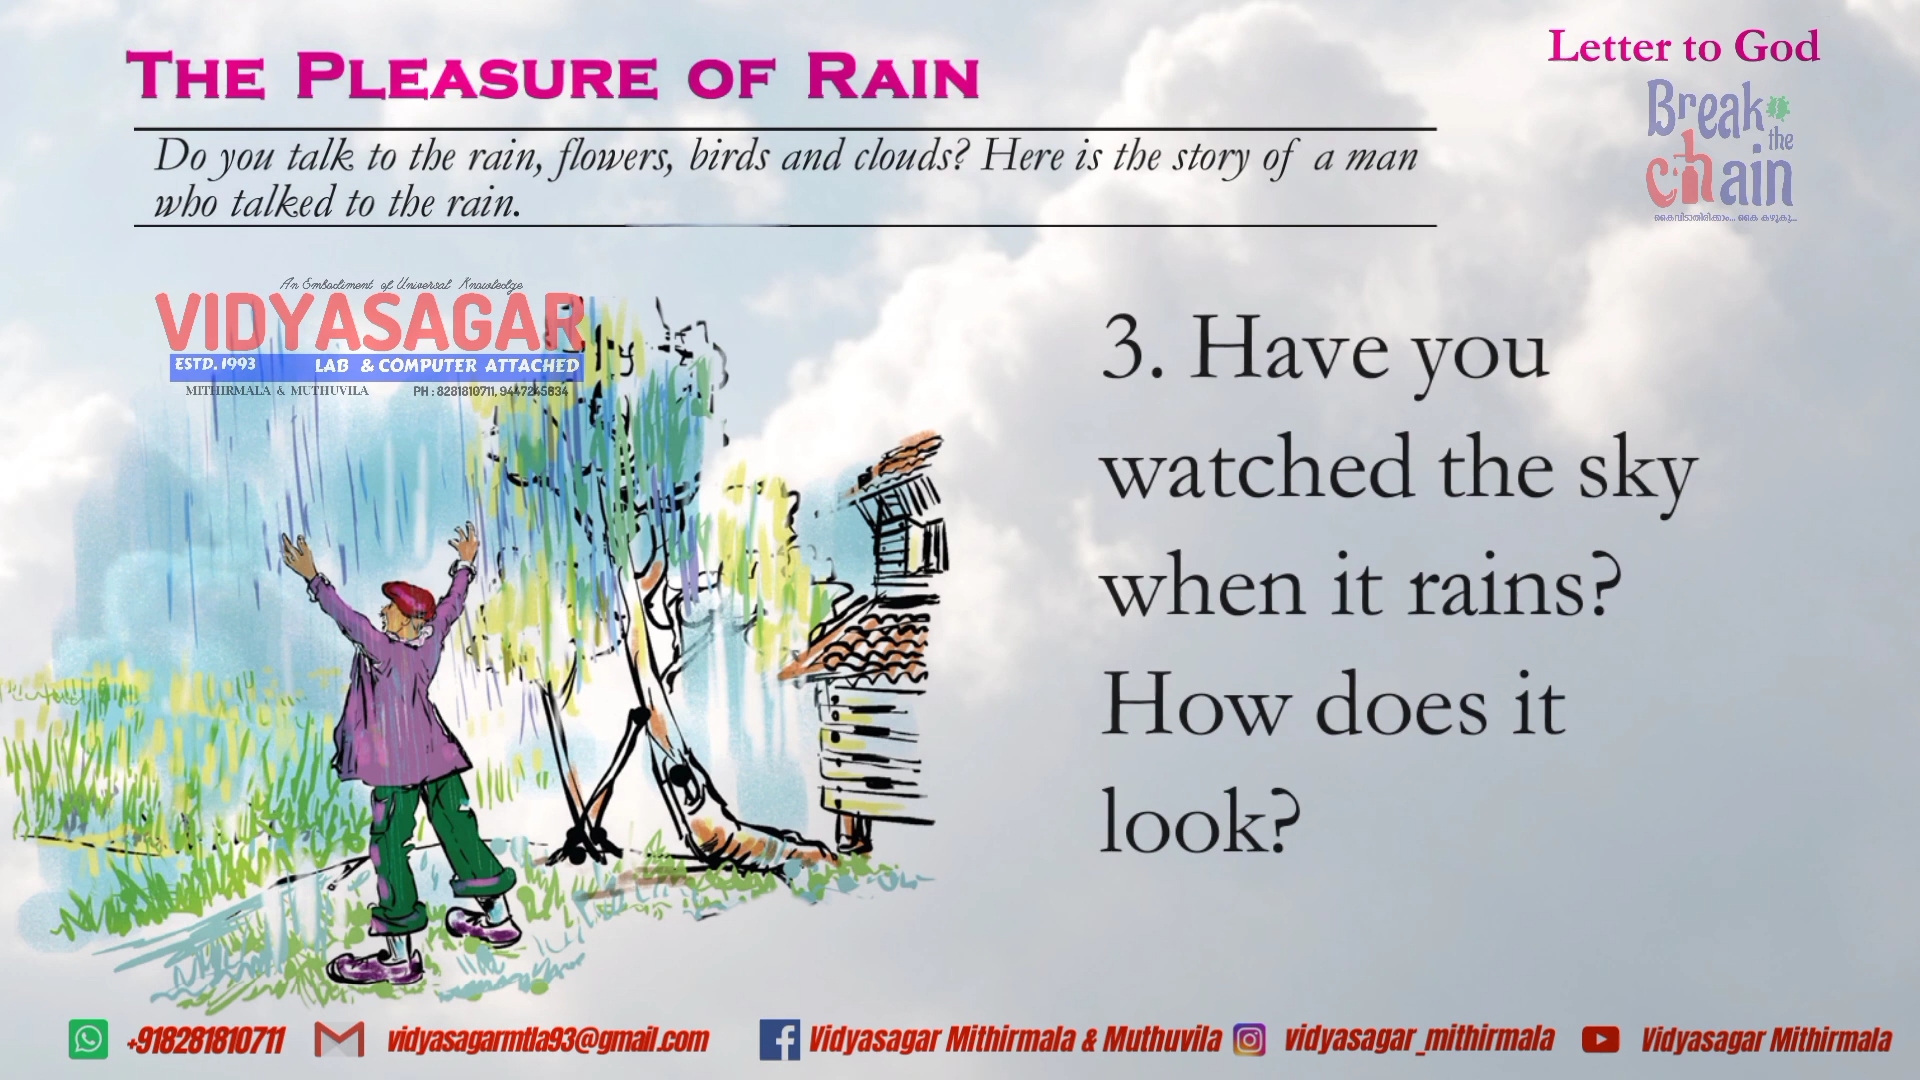 THE PLEASURE OF RAIN
Letter to God
Break
the
chain
കൈവിടാതിരിക്കാം... കൈ കഴുകൂ...
Do you talk to the rain, flowers, birds and clouds? Here is the story of a man
who talked to the rain.
An Embodiment of Universal Knowledge
VIDYASAGAR
ESTD. 1993 LAB & COMPUTER ATTACHED
MITHIRMALA & MUTHUVILA PH : 8281810711, 9447245834
3. Have you
watched the sky
when it rains?
How does it
look?
+918281810711 vidyasagarmtla93@gmail.com Vidyasagar Mithirmala & Muthuvila vidyasagar_mithirmala Vidyasagar Mithirmala